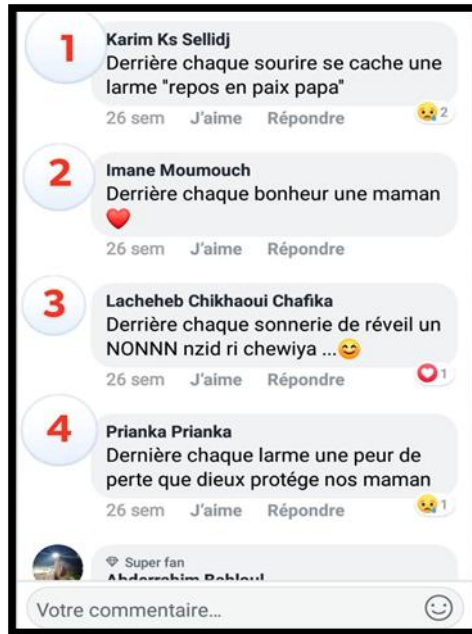 1
Karim Ks Sellidj
Derrière chaque sourire se cache une
larme "repos en paix papa"
26 sem J'aime Répondre 2
2
Imane Moumouch
Derrière chaque bonheur une maman
❤️
26 sem J'aime Répondre
3
Lacheheb Chikhaoui Chafika
Derrière chaque sonnerie de réveil un
NONNN nzid ri chewiya ...😊
26 sem J'aime Répondre 1
4
Prianka Prianka
Dernière chaque larme une peur de
perte que dieux protége nos maman
26 sem J'aime Répondre 1
Super fan
Abderrahim Bahloul
Votre commentaire...